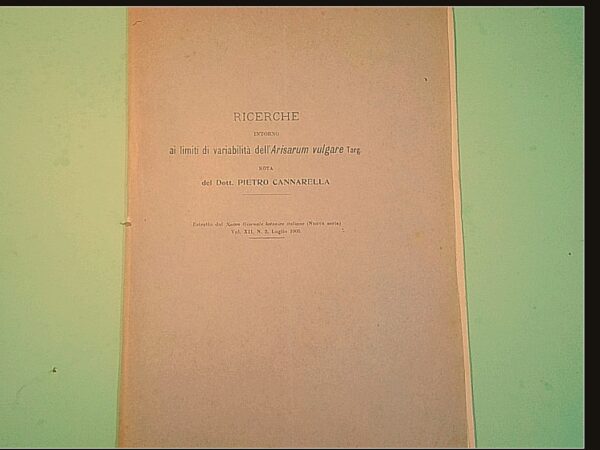 RICERCHE
INTORNO
ai limiti di variabilità dell'Arisarum vulgare Targ.
NOTA
del Dott. PIETRO CANNARELLA
Estratto dal Nuovo Giornale botanico italiano (Nuova serie)
Vol. XII, N. 3, Luglio